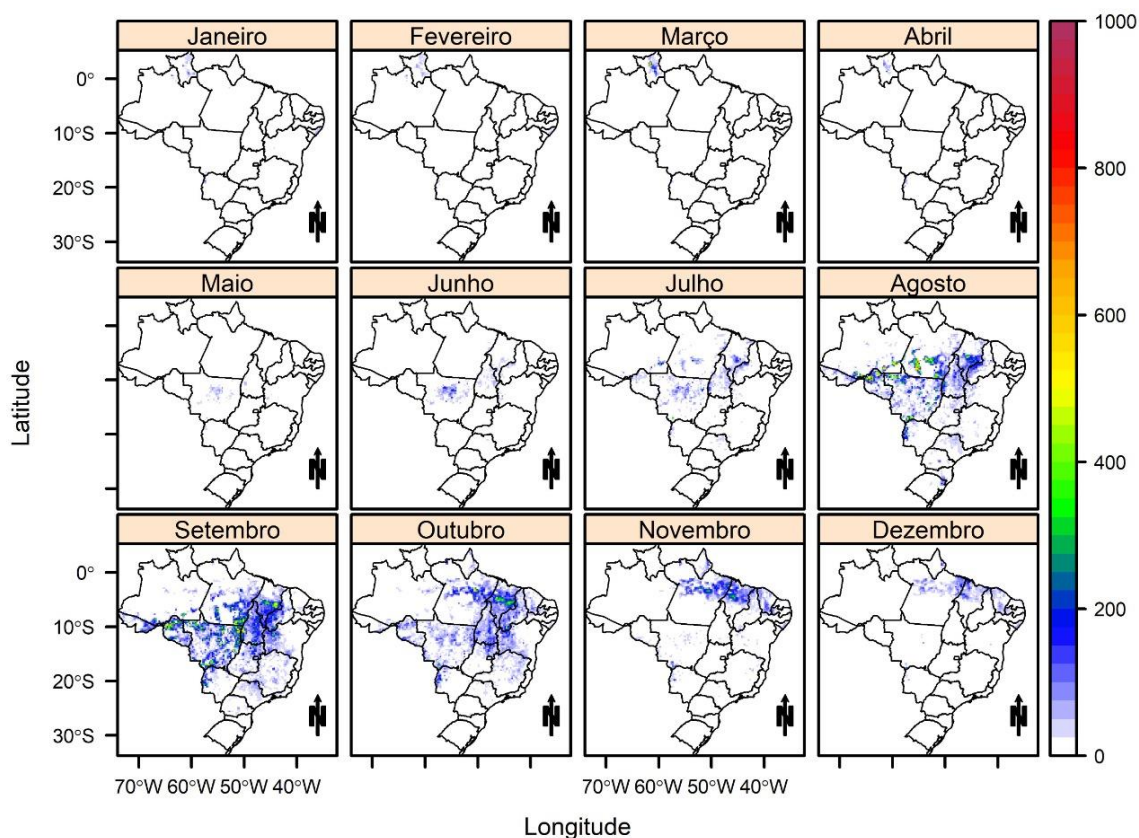 Janeiro
Fevereiro
Março
Abril
1000
800
600
400
200
0
0°
10°S
20°S
30°S
N
N
N
N
Maio
Junho
Julho
Agosto
Latitude
N
N
N
N
Setembro
Outubro
Novembro
Dezembro
0°
10°S
20°S
30°S
N
N
N
N
70°W 60°W 50°W 40°W
70°W 60°W 50°W 40°W
Longitude